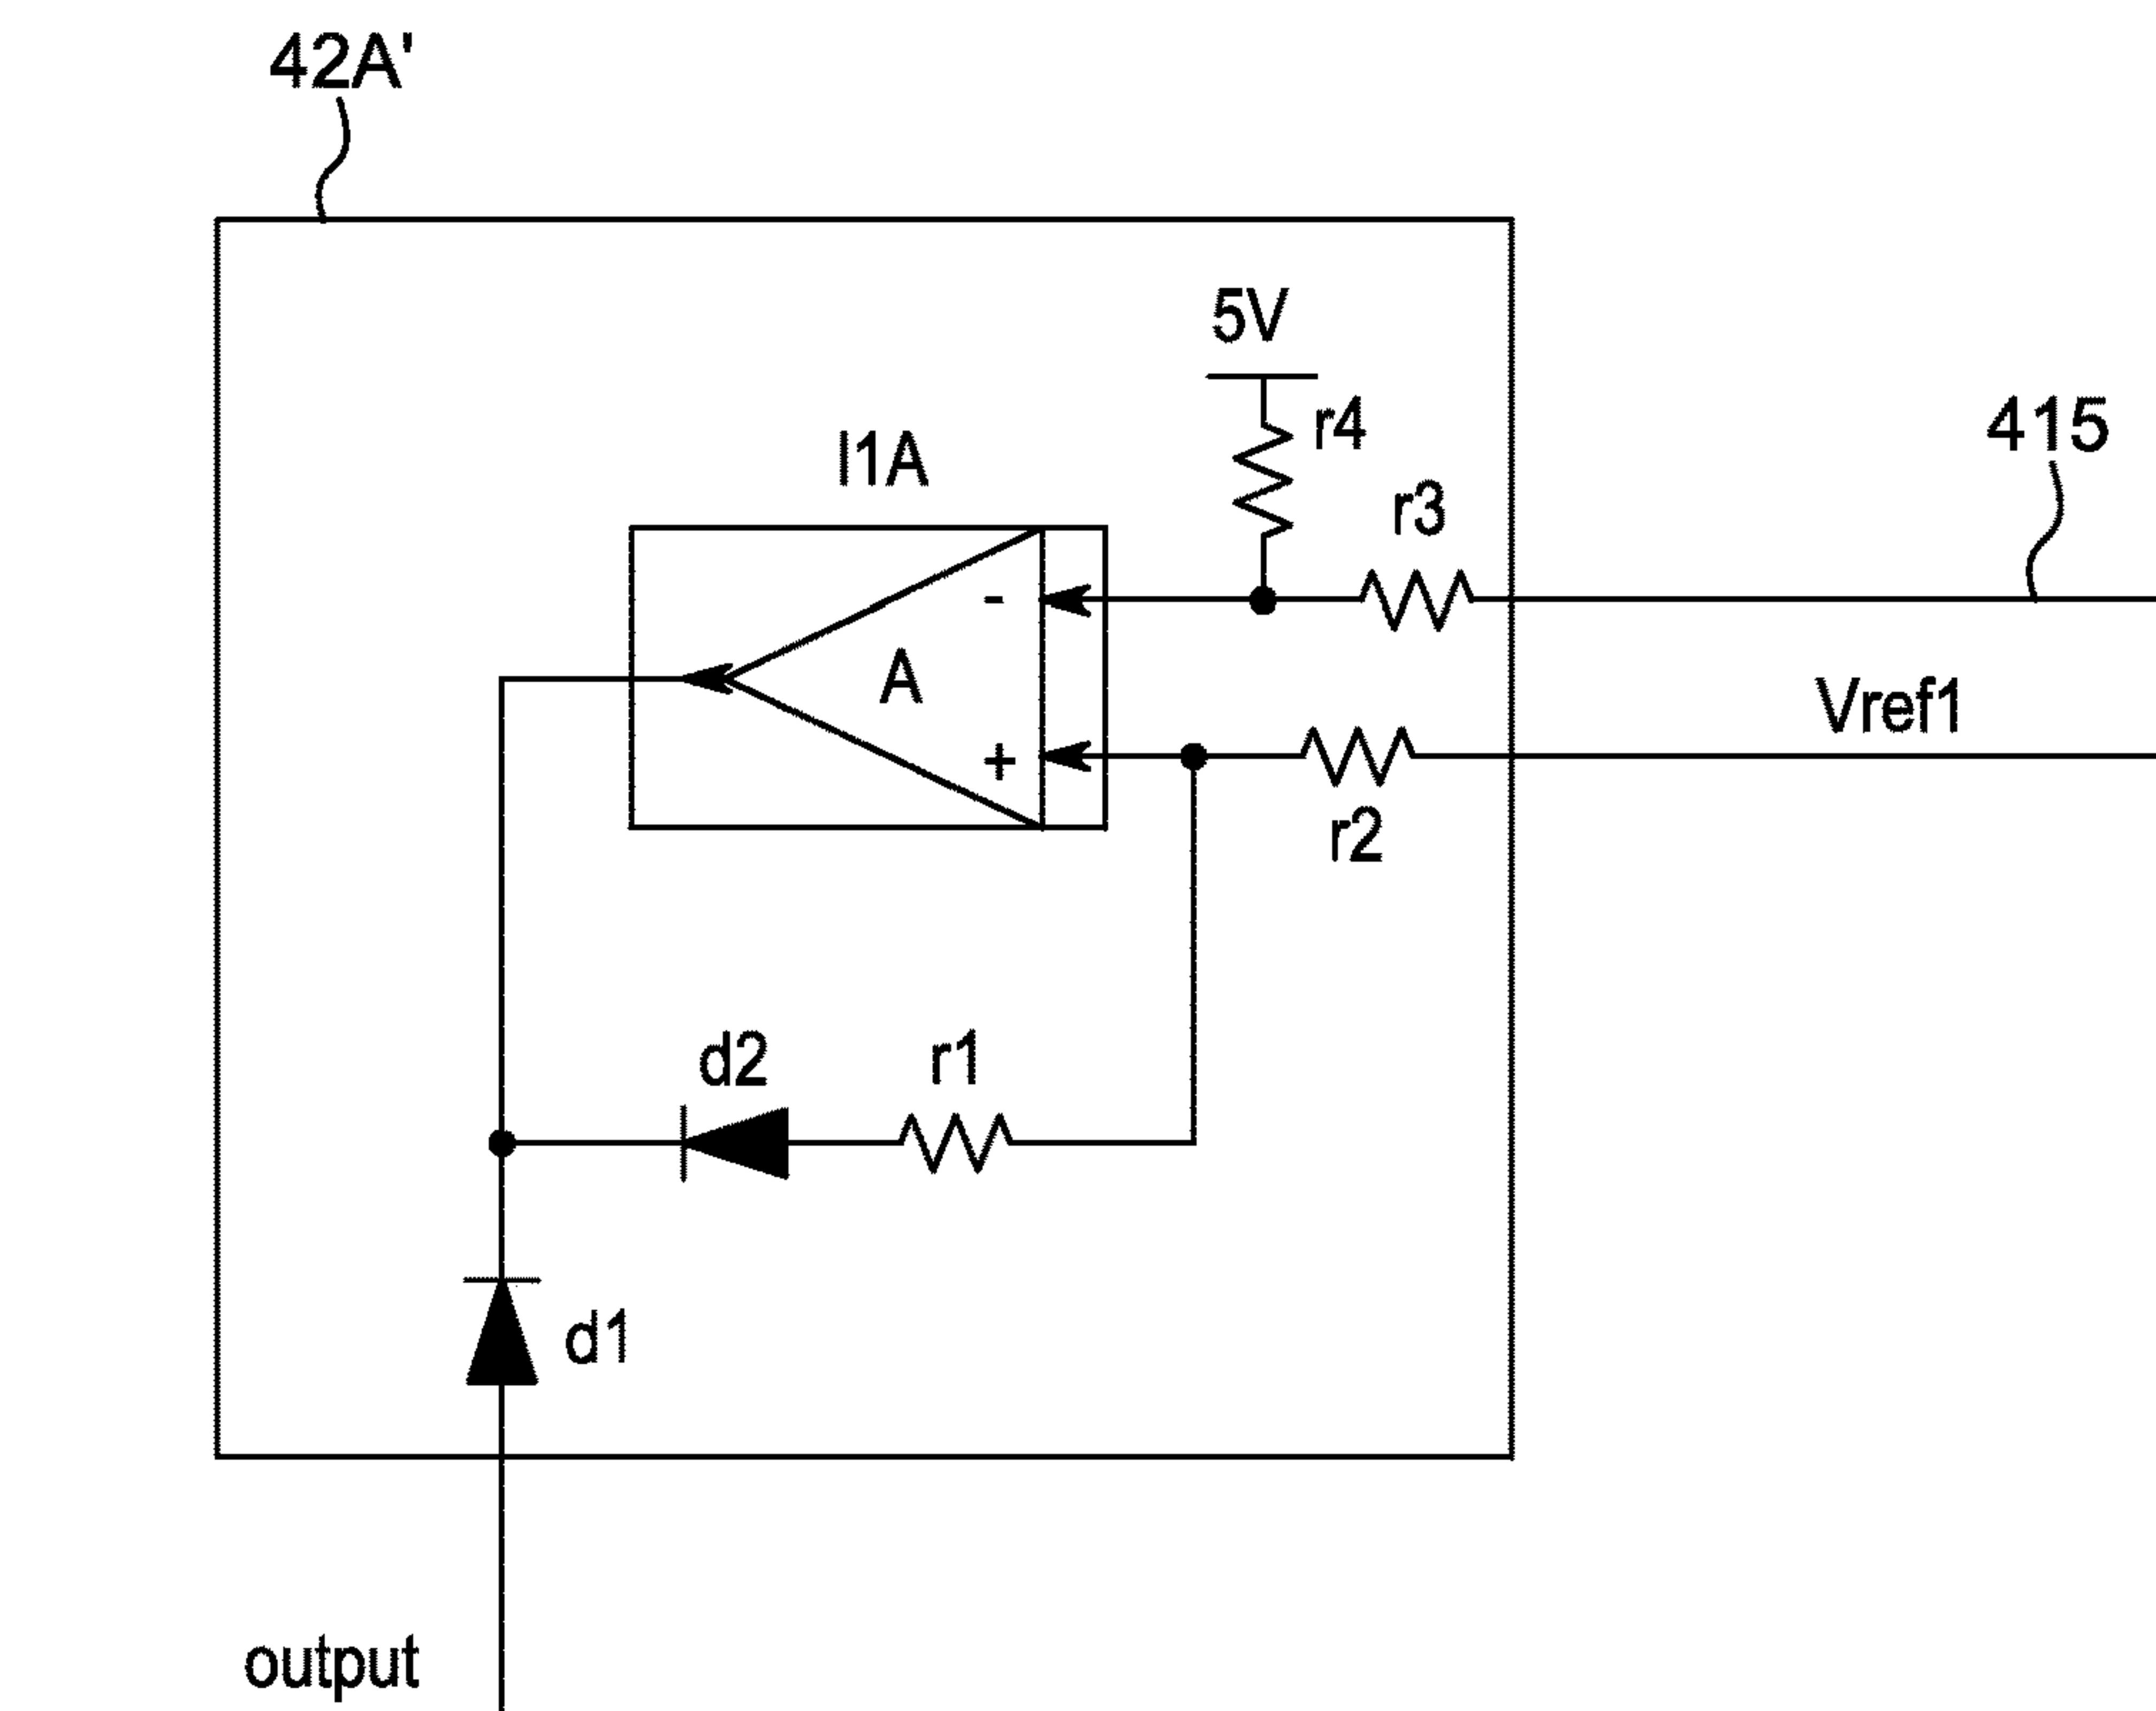 42A'
5V
r4
415
I1A
r3
-
A
Vref1
+
r2
d2
r1
d1
output